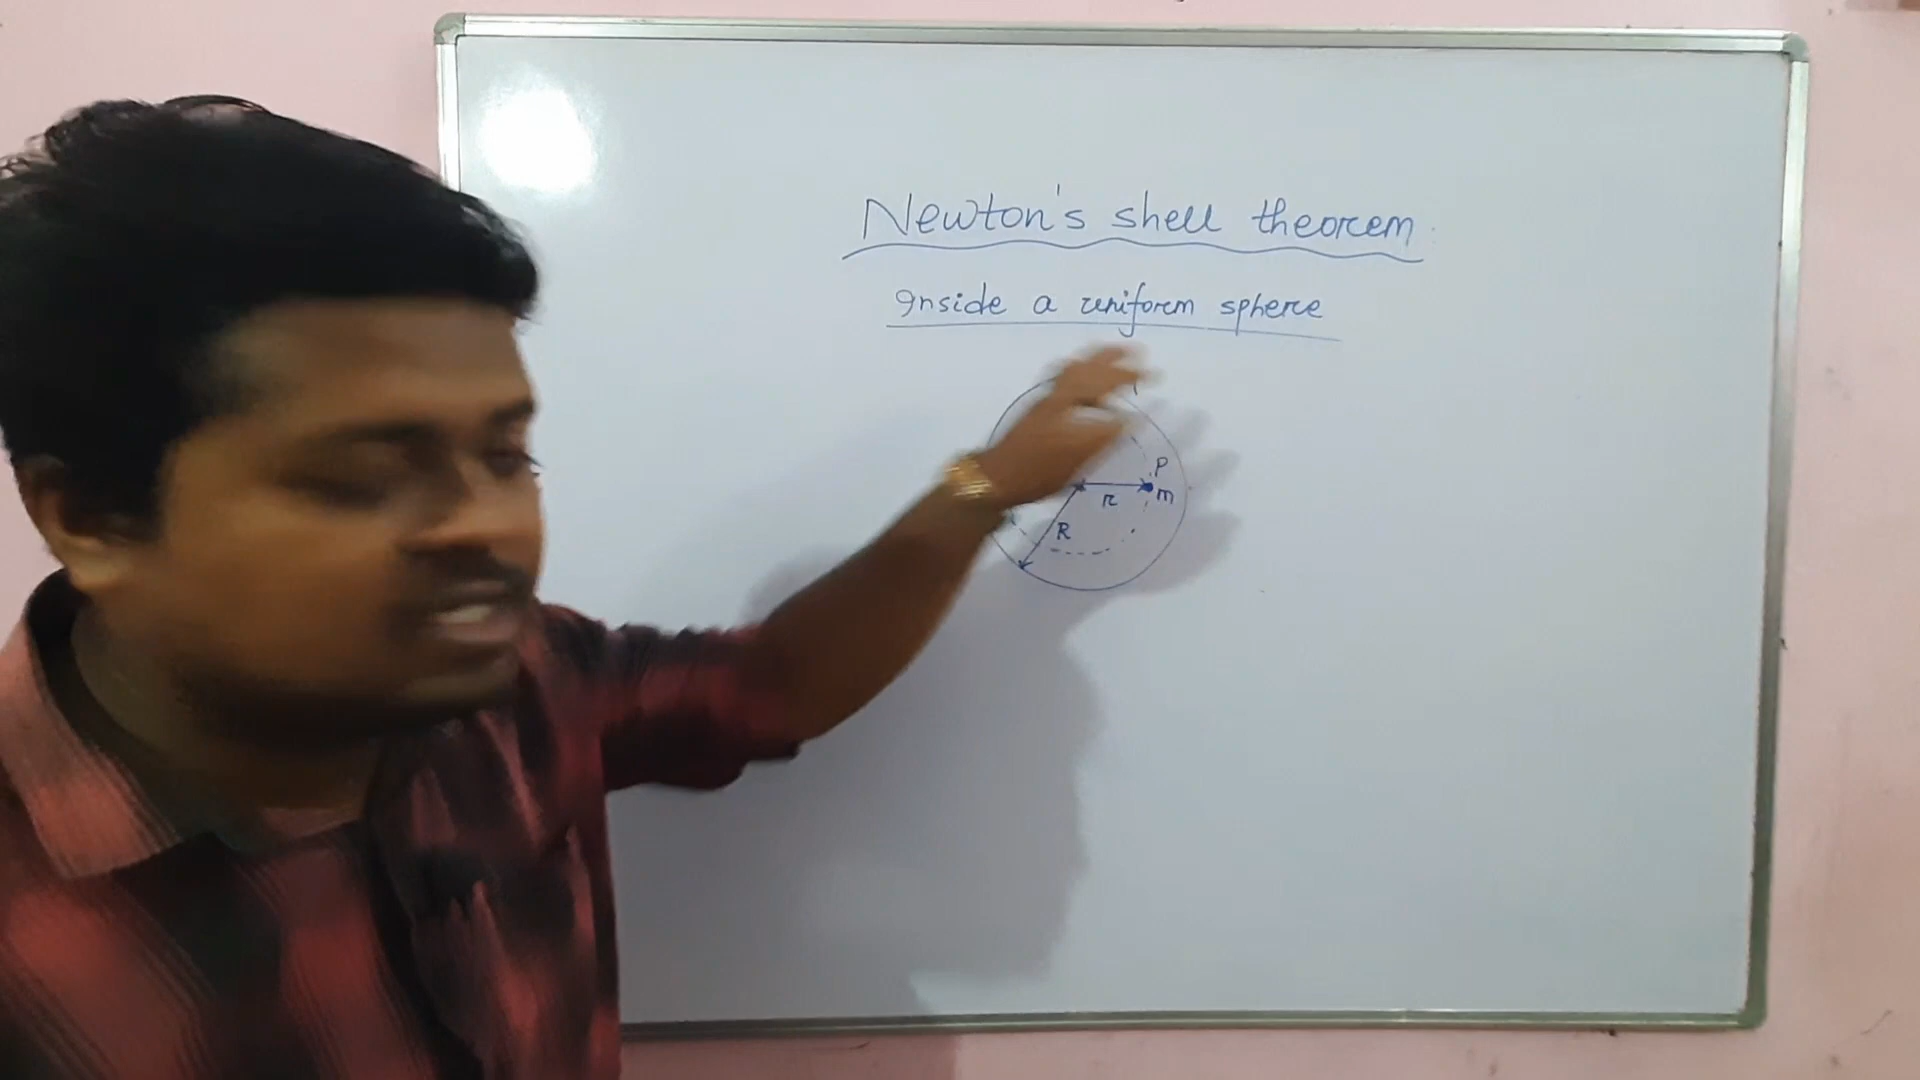 Newton's shell theorem
Inside a uniform sphere
P
r m
R